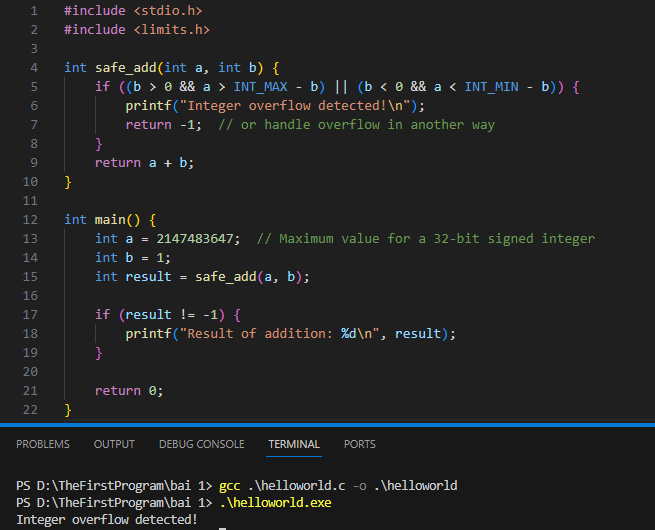 1 #include <stdio.h>
2 #include <limits.h>
3
4 int safe_add(int a, int b) {
5     if ((b > 0 && a > INT_MAX - b) || (b < 0 && a < INT_MIN - b)) {
6         printf("Integer overflow detected!\n");
7         return -1;  // or handle overflow in another way
8     }
9     return a + b;
10 }
11
12 int main() {
13     int a = 2147483647;  // Maximum value for a 32-bit signed integer
14     int b = 1;
15     int result = safe_add(a, b);
16
17     if (result != -1) {
18         printf("Result of addition: %d\n", result);
19     }
20
21     return 0;
22 }
PROBLEMS OUTPUT DEBUG CONSOLE TERMINAL PORTS
PS D:\TheFirstProgram\bai 1> gcc .\helloworld.c -o .\helloworld
PS D:\TheFirstProgram\bai 1> .\helloworld.exe
Integer overflow detected!